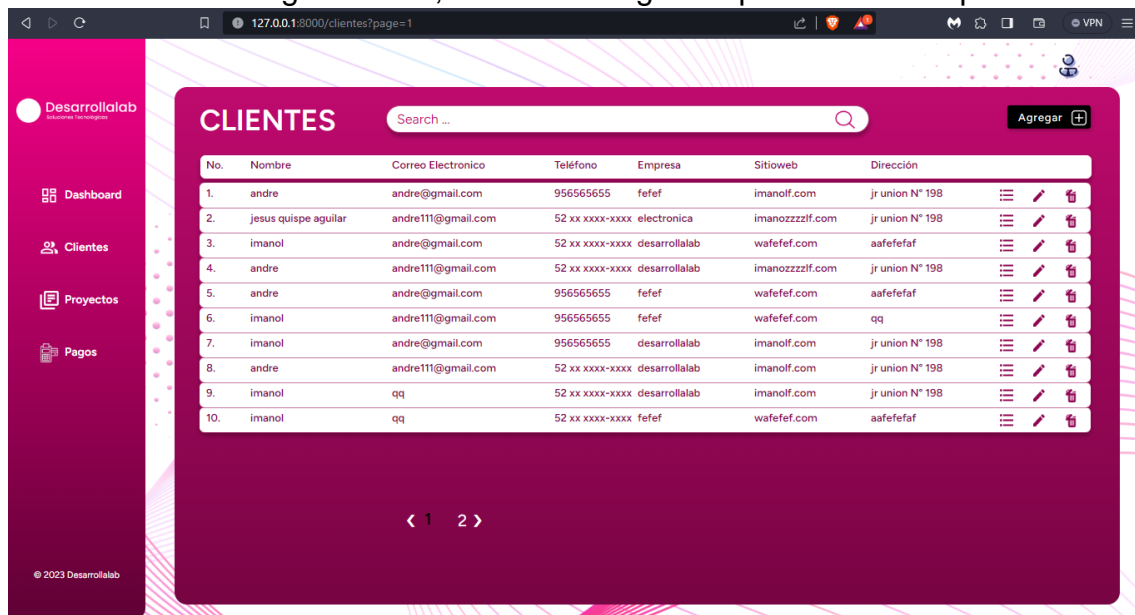 127.0.0.1:8000/clientes?page=1
VPN
Desarrollalab
Soluciones Tecnológicas
CLIENTES
Search ...
Agregar
No. Nombre Correo Electronico Teléfono Empresa Sitioweb Dirección
1. andre andre@gmail.com 956565655 fefef imanolf.com jr union N° 198
2. jesus quispe aguilar andre111@gmail.com 52 xx xxxx-xxxx electronica imanozzzzlf.com jr union N° 198
3. imanol andre@gmail.com 52 xx xxxx-xxxx desarrollalab wafefef.com aafefefaf
4. andre andre111@gmail.com 52 xx xxxx-xxxx desarrollalab imanozzzzlf.com jr union N° 198
5. andre andre@gmail.com 956565655 fefef wafefef.com aafefefaf
6. imanol andre111@gmail.com 956565655 fefef wafefef.com qq
7. imanol andre@gmail.com 956565655 desarrollalab imanolf.com jr union N° 198
8. andre andre111@gmail.com 52 xx xxxx-xxxx desarrollalab imanolf.com jr union N° 198
9. imanol qq 52 xx xxxx-xxxx desarrollalab imanolf.com jr union N° 198
10. imanol qq 52 xx xxxx-xxxx fefef wafefef.com aafefefaf
Dashboard
Clientes
Proyectos
Pagos
❮ 1 2 ❯
© 2023 Desarrollalab